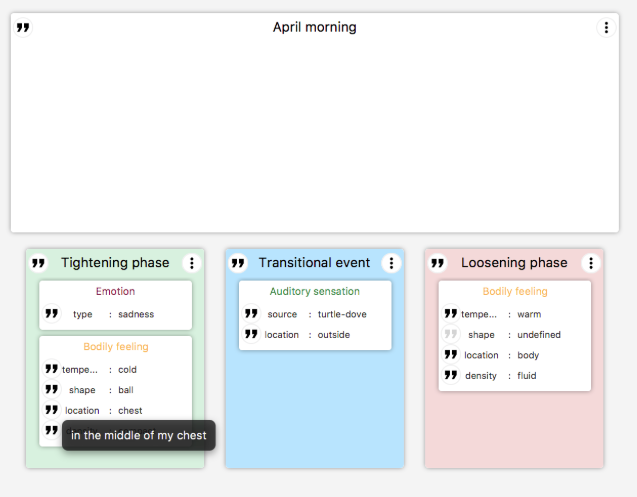 April morning
Tightening phase
Emotion
type : sadness
Bodily feeling
tempe... : cold
shape : ball
location : chest
in the middle of my chest
Transitional event
Auditory sensation
source : turtle-dove
location : outside
Loosening phase
Bodily feeling
tempe... : warm
shape : undefined
location : body
density : fluid